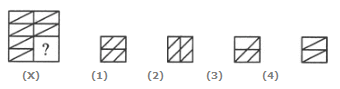 ?
(X) (1) (2) (3) (4)